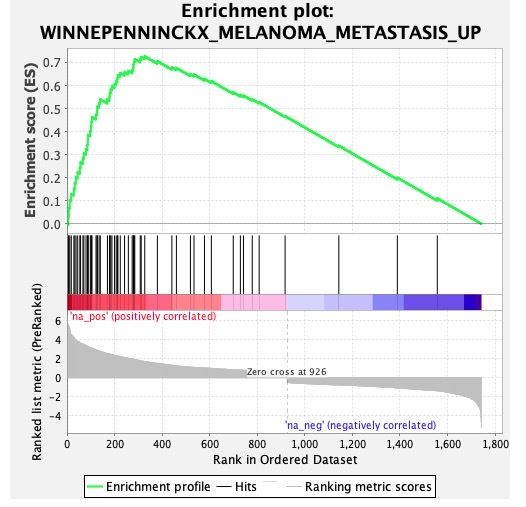 Enrichment plot:
WINNEPENNINCKX_MELANOMA_METASTASIS_UP
Enrichment score (ES)
0.7
0.6
0.5
0.4
0.3
0.2
0.1
0.0
'na_pos' (positively correlated)
Ranked list metric (PreRanked)
6
4
2
0
-2
-4
Zero cross at 926
'na_neg' (negatively correlated)
0 200 400 600 800 1,000 1,200 1,400 1,600 1,800
Rank in Ordered Dataset
Enrichment profile Hits Ranking metric scores